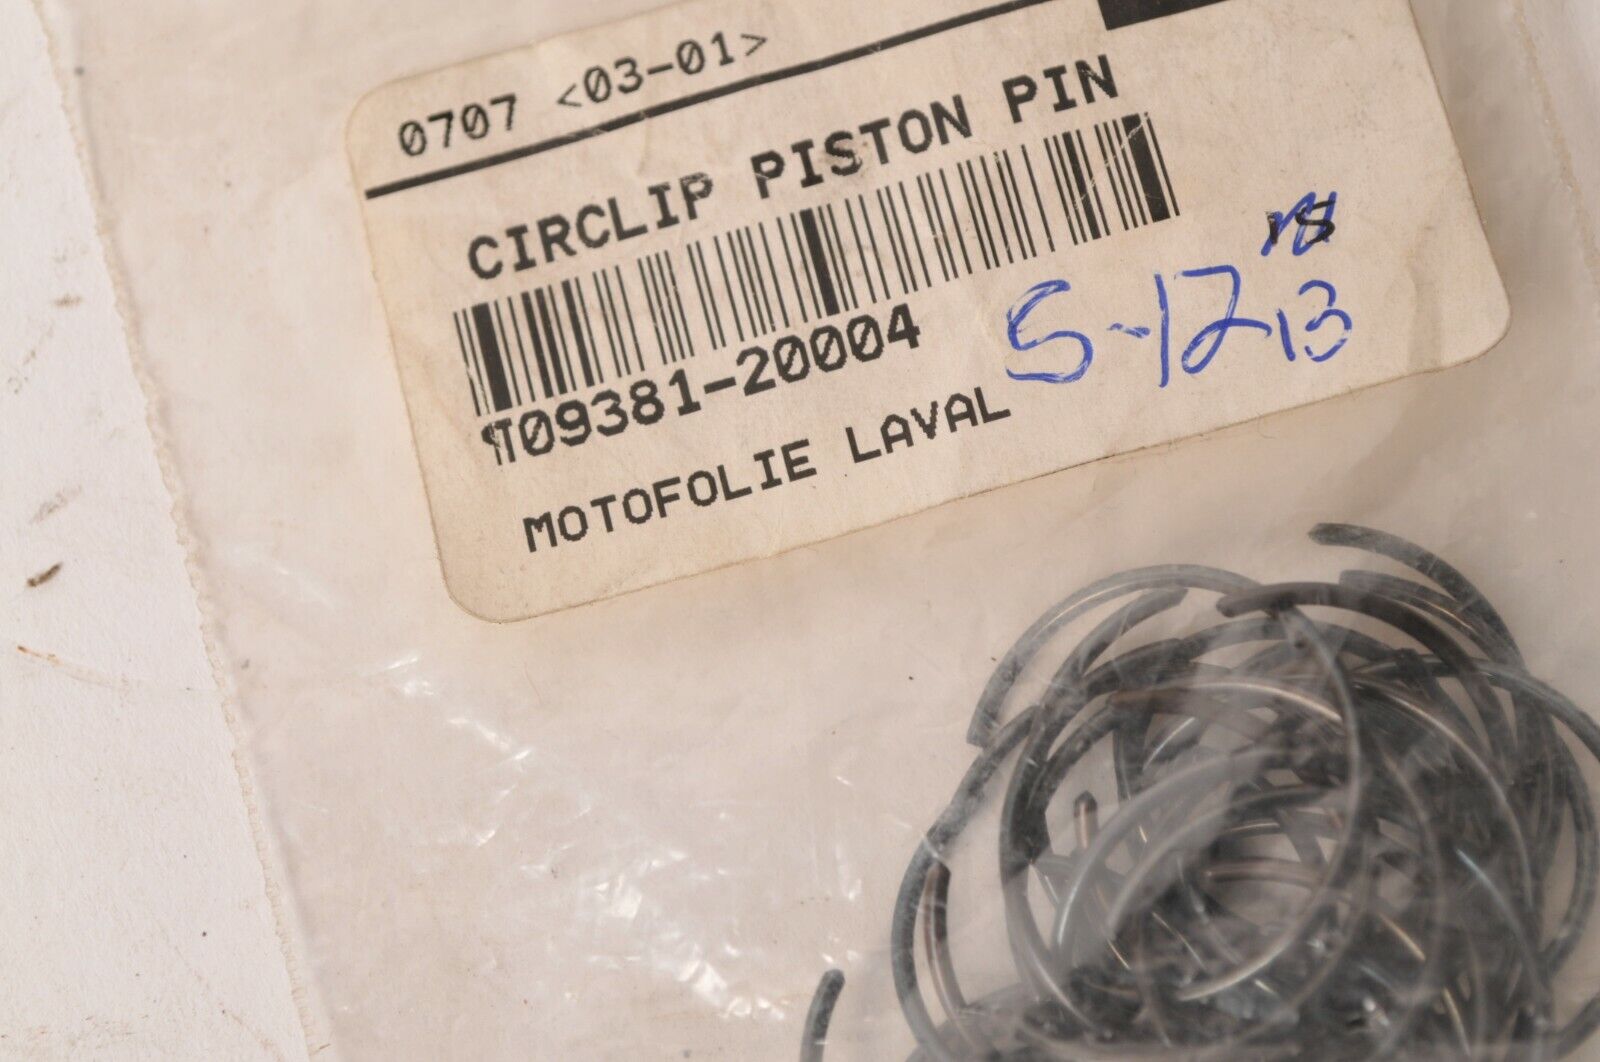 0707 <03-01>
CIRCLIP PISTON PIN
¶09381-20004
S-12 13
MOTOFOLIE LAVAL